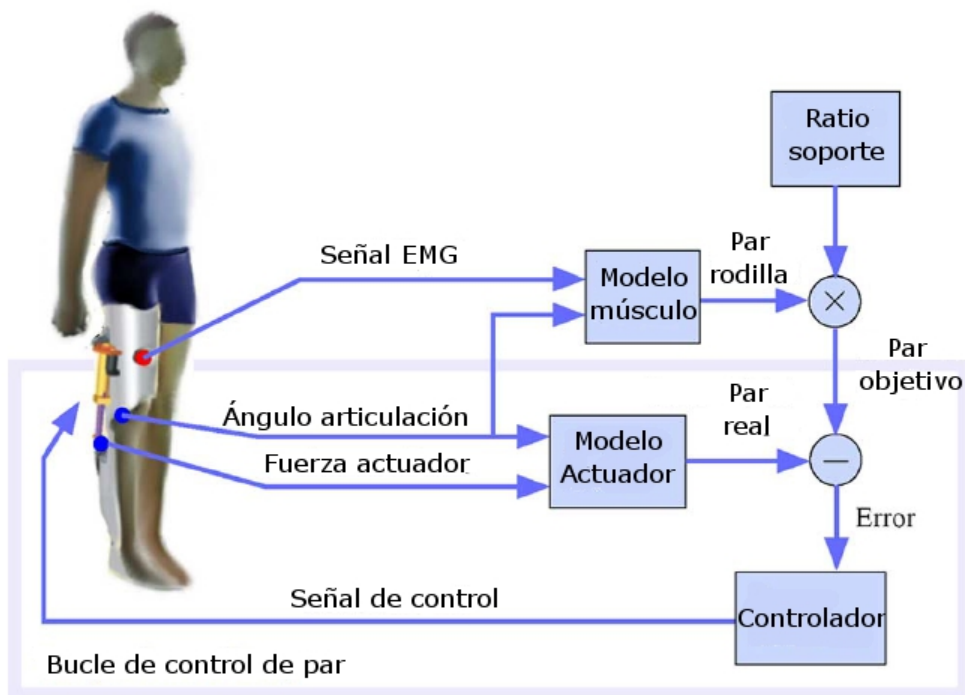 Ratio
soporte
Señal EMG
Modelo
músculo
Par
rodilla
×
Par
objetivo
Ángulo articulación
Fuerza actuador
Modelo
Actuador
Par
real
−
Error
Señal de control
Controlador
Bucle de control de par